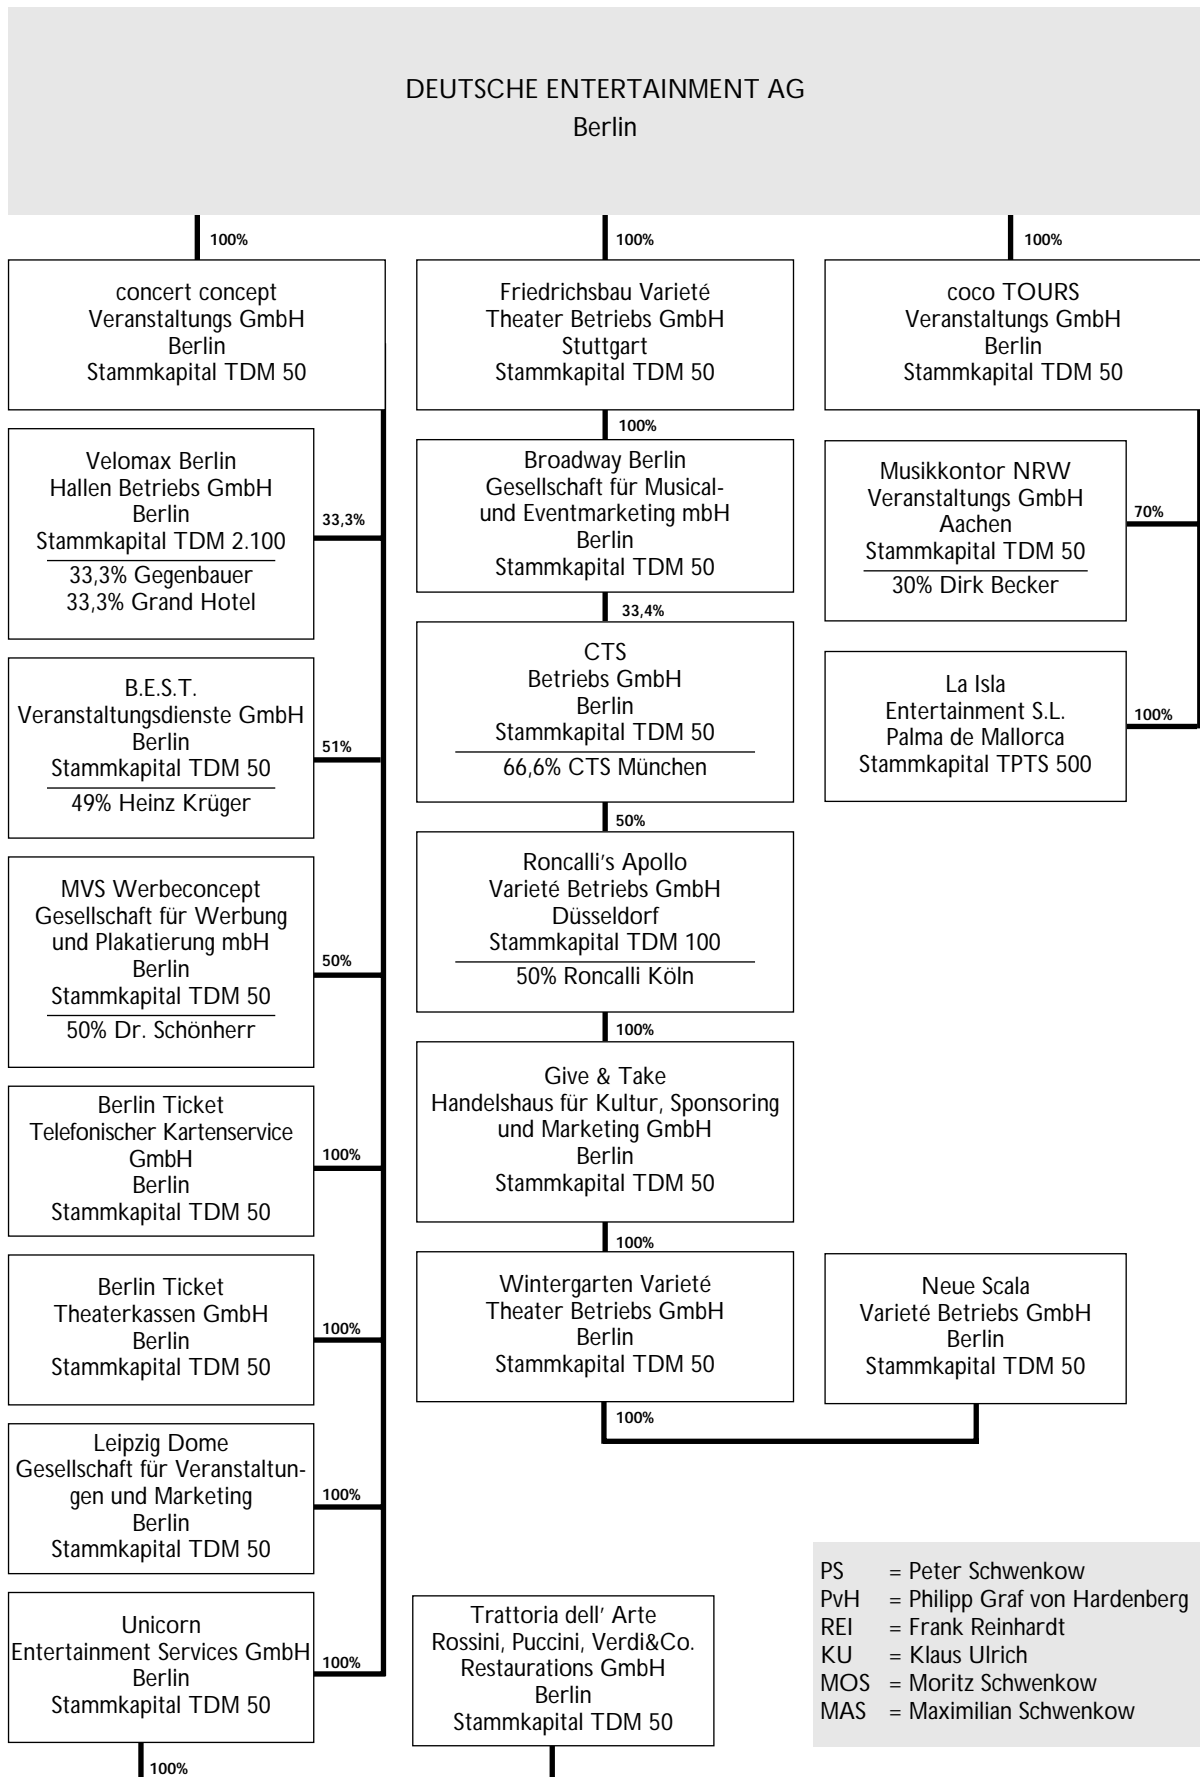 DEUTSCHE ENTERTAINMENT AG
Berlin
100%
concert concept
Veranstaltungs GmbH
Berlin
Stammkapital TDM 50
Velomax Berlin
Hallen Betriebs GmbH
Berlin
Stammkapital TDM 2.100
33,3% Gegenbauer
33,3% Grand Hotel
33,3%
B.E.S.T.
Veranstaltungsdienste GmbH
Berlin
Stammkapital TDM 50
49% Heinz Krüger
51%
MVS Werbeconcept
Gesellschaft für Werbung
und Plakatierung mbH
Berlin
Stammkapital TDM 50
50% Dr. Schönherr
50%
Berlin Ticket
Telefonischer Kartenservice
GmbH
Berlin
Stammkapital TDM 50
100%
Berlin Ticket
Theaterkassen GmbH
Berlin
Stammkapital TDM 50
100%
Leipzig Dome
Gesellschaft für Veranstaltun-
gen und Marketing
Berlin
Stammkapital TDM 50
100%
Unicorn
Entertainment Services GmbH
Berlin
Stammkapital TDM 50
100%
100%
100%
Friedrichsbau Varieté
Theater Betriebs GmbH
Stuttgart
Stammkapital TDM 50
100%
Broadway Berlin
Gesellschaft für Musical-
und Eventmarketing mbH
Berlin
Stammkapital TDM 50
33,4%
CTS
Betriebs GmbH
Berlin
Stammkapital TDM 50
66,6% CTS München
50%
Roncalli's Apollo
Varieté Betriebs GmbH
Düsseldorf
Stammkapital TDM 100
50% Roncalli Köln
100%
Give & Take
Handelshaus für Kultur, Sponsoring
und Marketing GmbH
Berlin
Stammkapital TDM 50
100%
Wintergarten Varieté
Theater Betriebs GmbH
Berlin
Stammkapital TDM 50
100%
Neue Scala
Varieté Betriebs GmbH
Berlin
Stammkapital TDM 50
Trattoria dell' Arte
Rossini, Puccini, Verdi&Co.
Restaurations GmbH
Berlin
Stammkapital TDM 50
100%
coco TOURS
Veranstaltungs GmbH
Berlin
Stammkapital TDM 50
Musikkontor NRW
Veranstaltungs GmbH
Aachen
Stammkapital TDM 50
30% Dirk Becker
70%
La Isla
Entertainment S.L.
Palma de Mallorca
Stammkapital TPTS 500
100%
PS = Peter Schwenkow
PvH = Philipp Graf von Hardenberg
REI = Frank Reinhardt
KU = Klaus Ulrich
MOS = Moritz Schwenkow
MAS = Maximilian Schwenkow